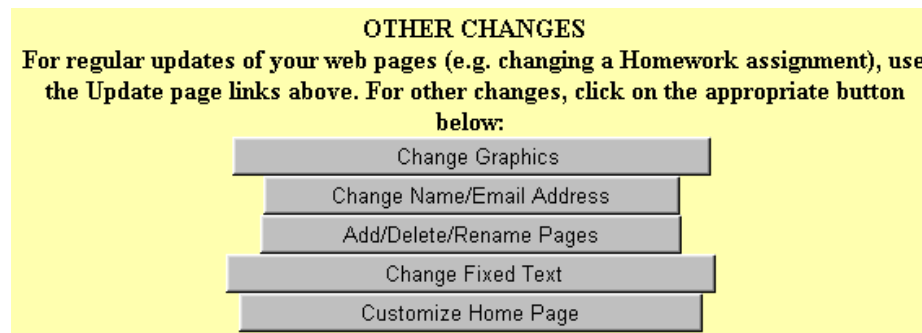 OTHER CHANGES
For regular updates of your web pages (e.g. changing a Homework assignment), use
the Update page links above. For other changes, click on the appropriate button
below:
Change Graphics
Change Name/Email Address
Add/Delete/Rename Pages
Change Fixed Text
Customize Home Page